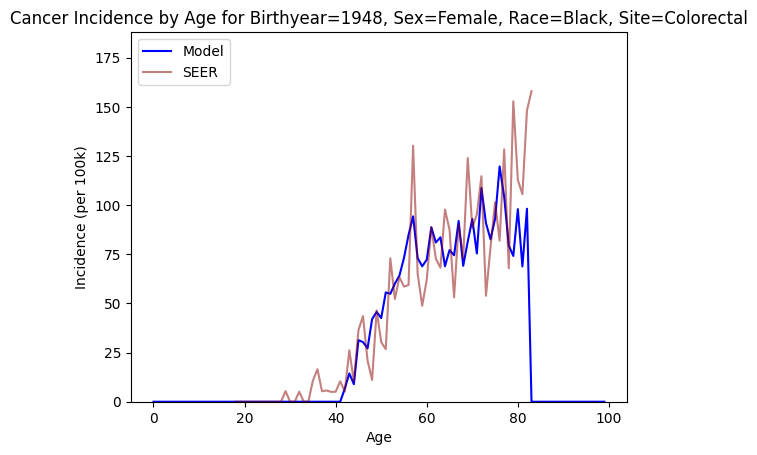 Cancer Incidence by Age for Birthyear=1948, Sex=Female, Race=Black, Site=Colorectal
Model
SEER
175
150
125
100
75
50
25
0
Incidence (per 100k)
0 20 40 60 80 100
Age